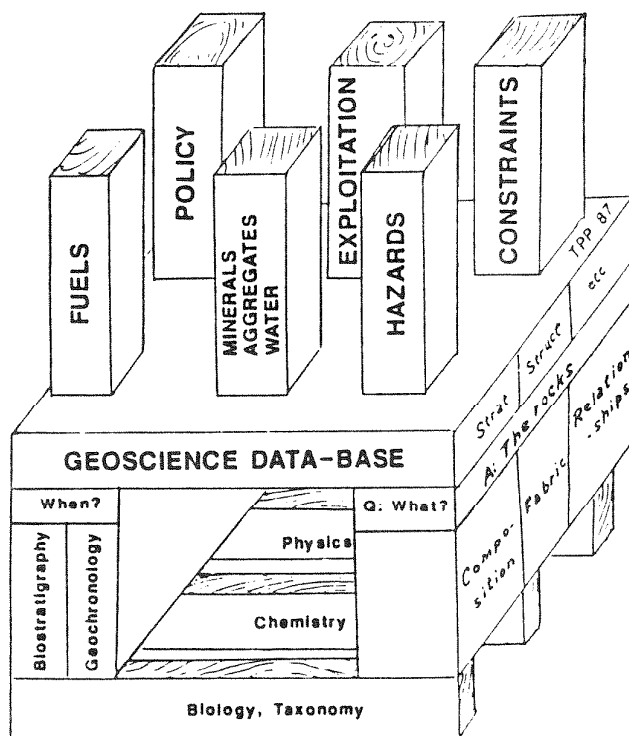 POLICY
EXPLOITATION
CONSTRAINTS
FUELS
MINERALS
AGGREGATES
WATER
HAZARDS
TPP 87
Strat
Struct
ecc
GEOSCIENCE DATA-BASE
A: The rocks
When?
Q: What?
Biostratigraphy
Geochronology
Physics
Chemistry
Compo-
sition
Fabric
Relation
-ships
Biology, Taxonomy